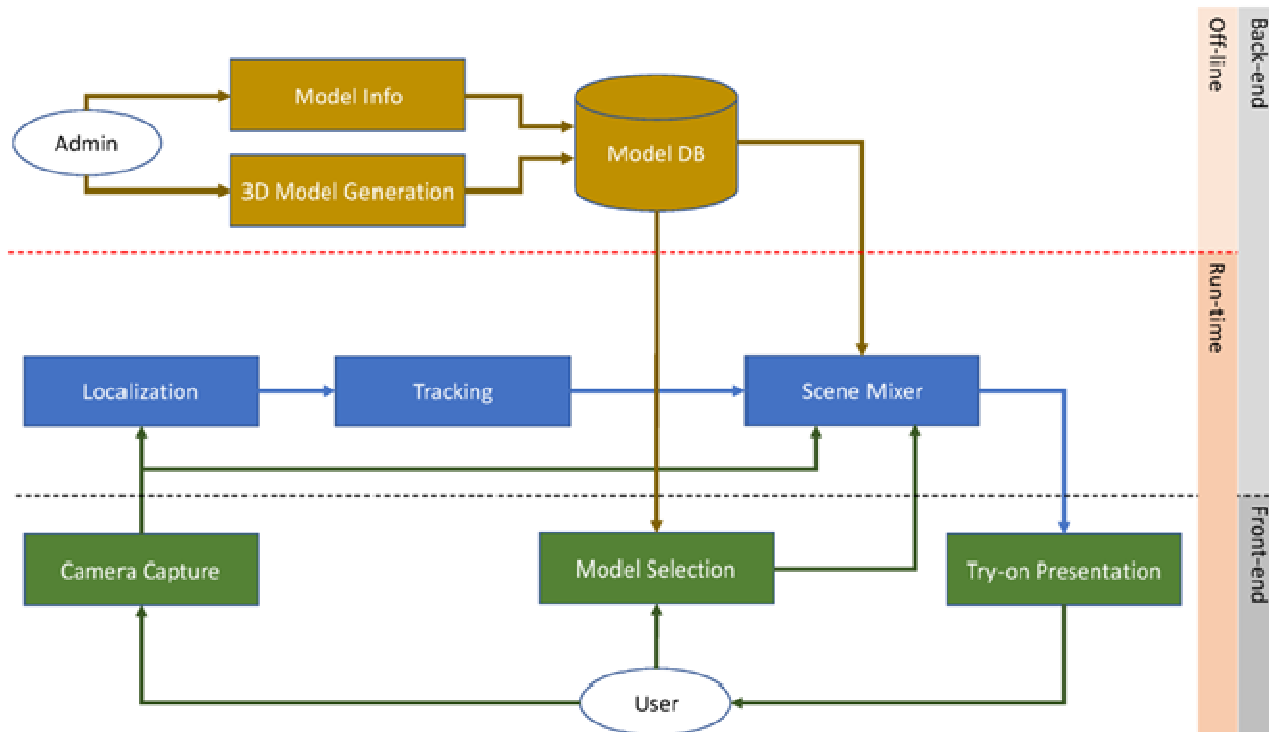 Off-line
Back-end
Model Info
Admin
Model DB
3D Model Generation
Run-time
Localization
Tracking
Scene Mixer
Camera Capture
Model Selection
Try-on Presentation
Front-end
User